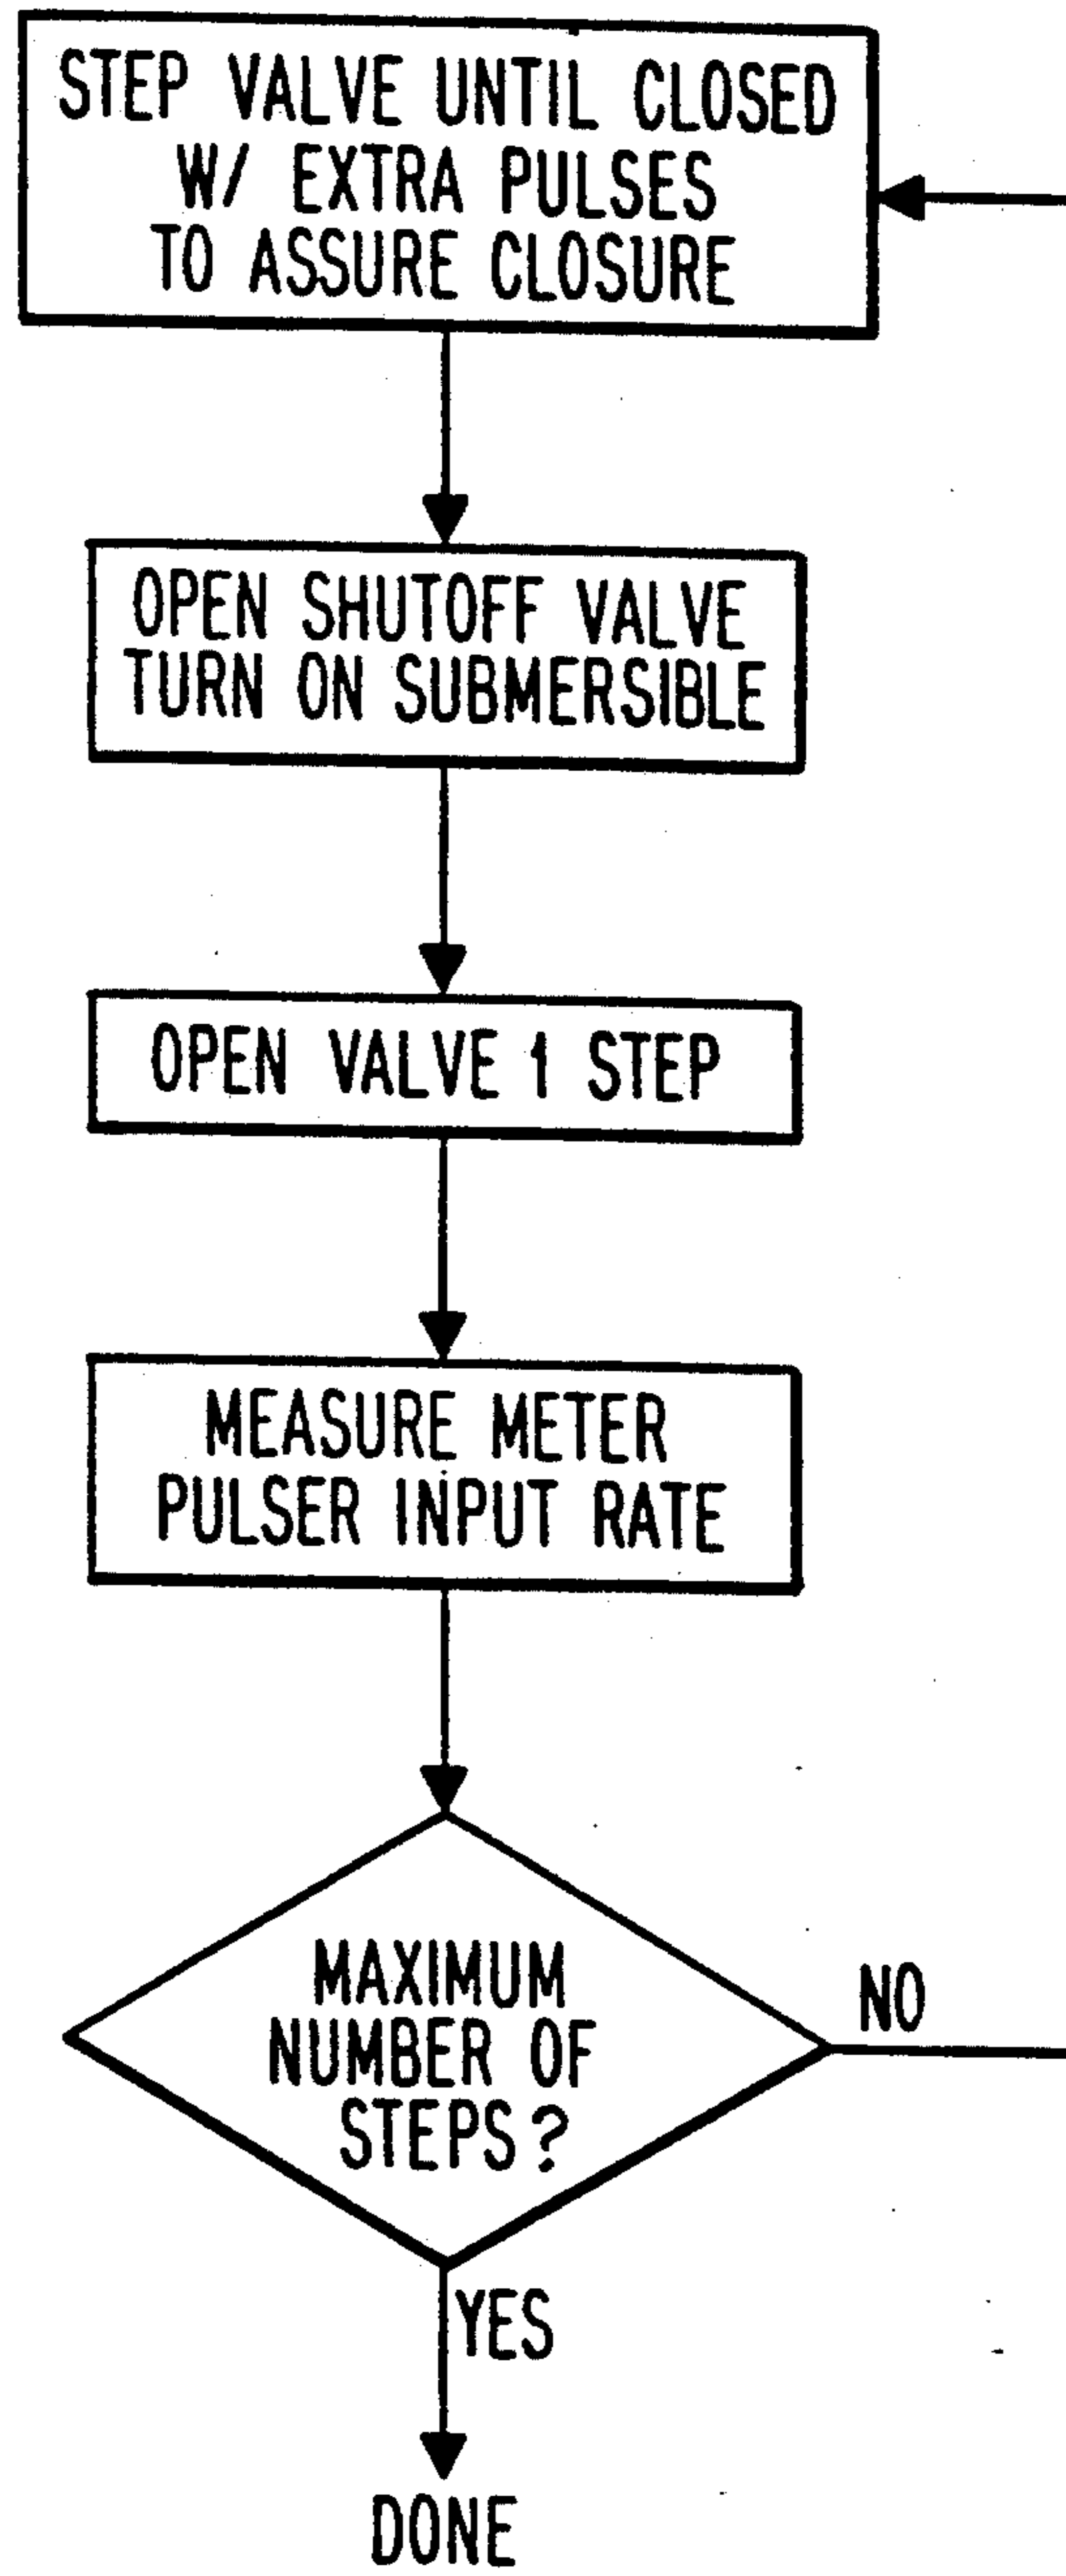 STEP VALVE UNTIL CLOSED
W/ EXTRA PULSES
TO ASSURE CLOSURE
OPEN SHUTOFF VALVE
TURN ON SUBMERSIBLE
OPEN VALVE 1 STEP
MEASURE METER
PULSER INPUT RATE
MAXIMUM
NUMBER OF
STEPS?
NO
YES
DONE